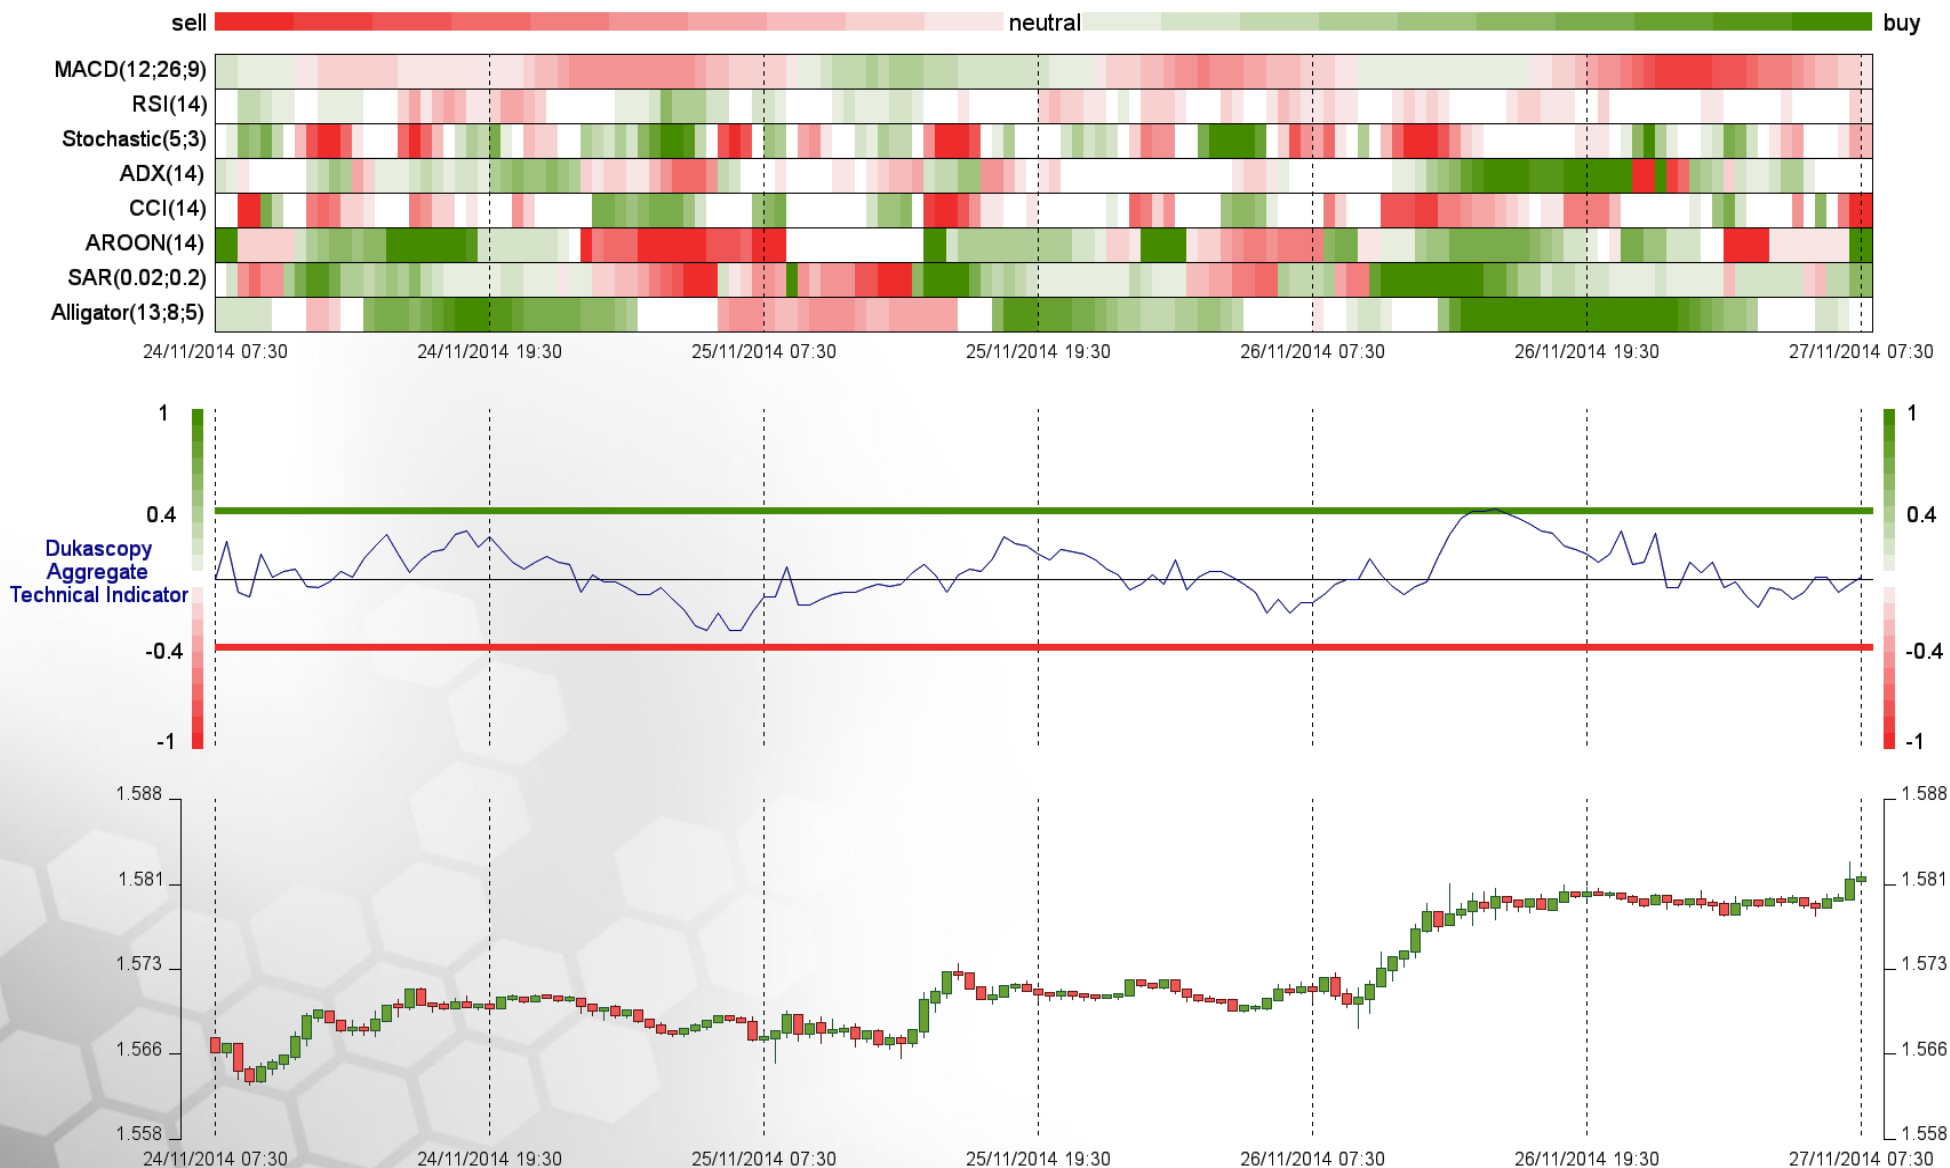 sell neutral buy
MACD(12;26;9)
RSI(14)
Stochastic(5;3)
ADX(14)
CCI(14)
AROON(14)
SAR(0.02;0.2)
Alligator(13;8;5)
24/11/2014 07:30 24/11/2014 19:30 25/11/2014 07:30 25/11/2014 19:30 26/11/2014 07:30 26/11/2014 19:30 27/11/2014 07:30
1 1
0.4 0.4
Dukascopy
Aggregate
Technical Indicator
-0.4 -0.4
-1 -1
1.588 1.588
1.581 1.581
1.573 1.573
1.566 1.566
1.558 1.558
24/11/2014 07:30 24/11/2014 19:30 25/11/2014 07:30 25/11/2014 19:30 26/11/2014 07:30 26/11/2014 19:30 27/11/2014 07:30